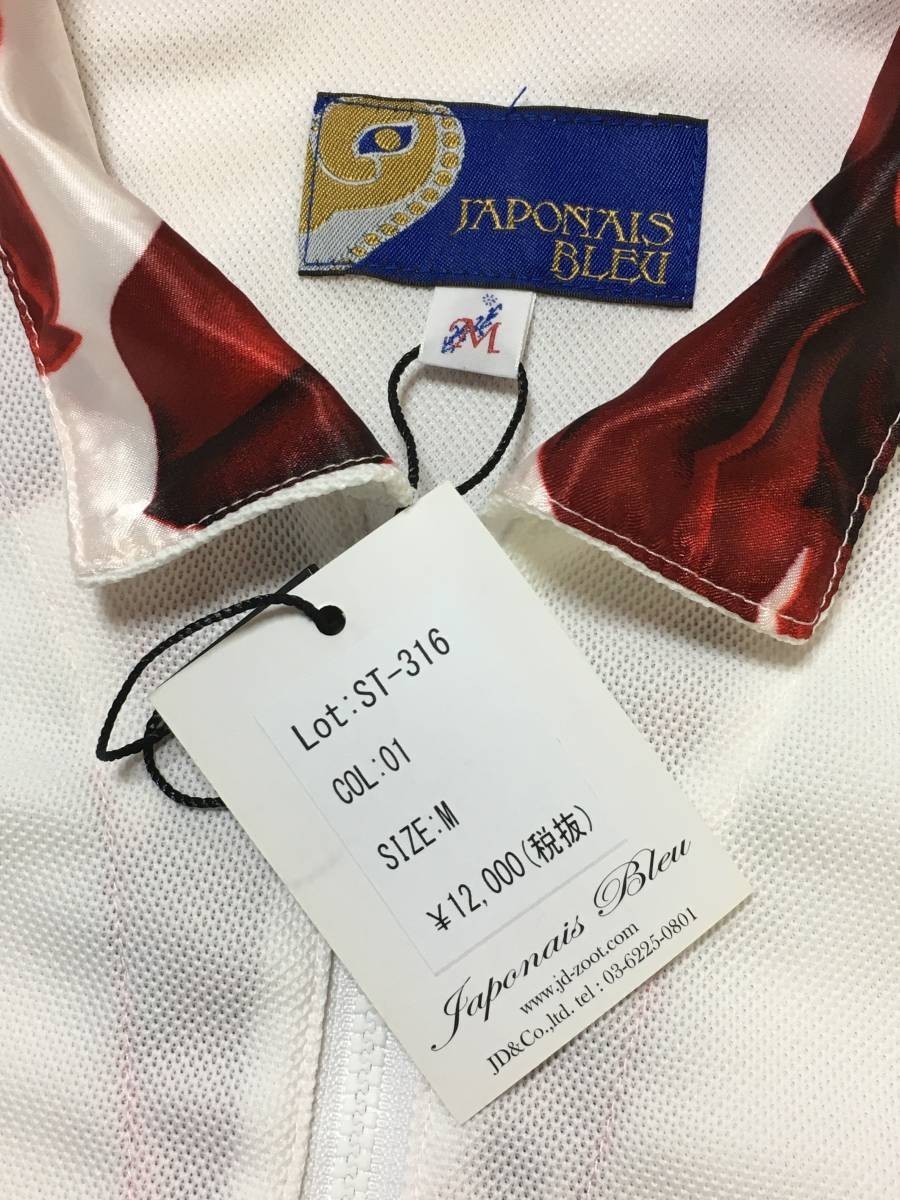 JAPONAIS
BLEU
M
Lot:ST-316
COL:01
SIZE:M
¥12,000(税抜)
Japonais Bleu
www.jd-zoot.com
JD&Co.,ltd. tel : 03-6225-0801